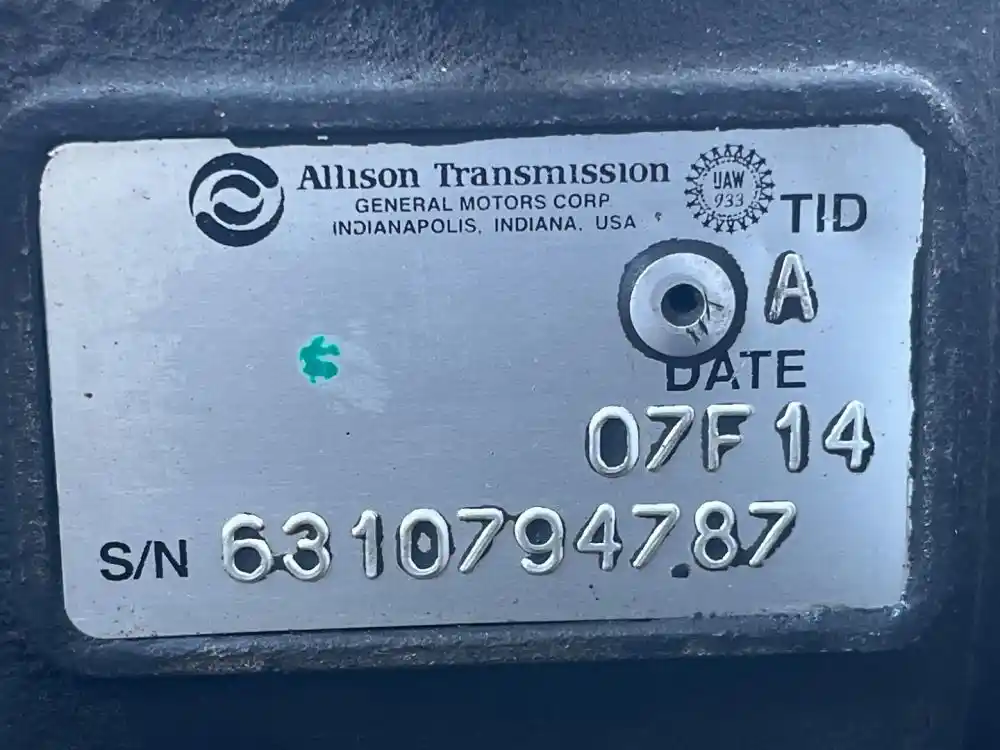 Allison Transmission
GENERAL MOTORS CORP.
INDIANAPOLIS, INDIANA. USA
UAW
933
TID
A
DATE
07F14
S/N 6310794787